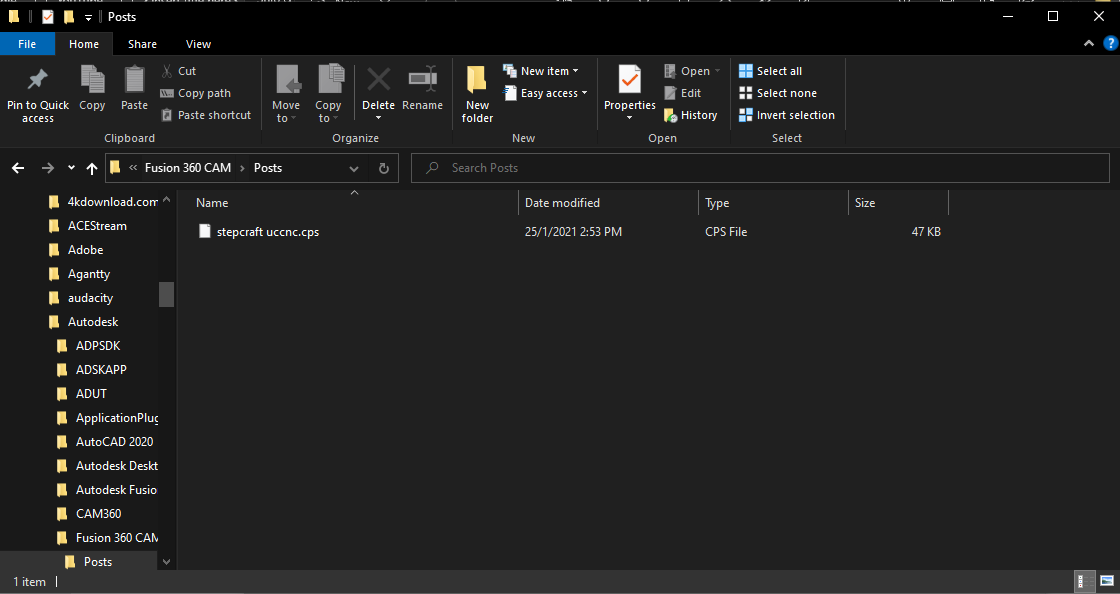 Posts
File Home Share View
Pin to Quick access
Copy
Paste
Cut
Copy path
Paste shortcut
Clipboard
Move to
Copy to
Delete
Rename
Organize
New folder
New item
Easy access
New
Properties
Open
Edit
History
Open
Select all
Select none
Invert selection
Select
« Fusion 360 CAM › Posts
Search Posts
Name Date modified Type Size
stepcraft uccnc.cps 25/1/2021 2:53 PM CPS File 47 KB
4kdownload.com
ACEStream
Adobe
Agantty
audacity
Autodesk
ADPSDK
ADSKAPP
ADUT
ApplicationPlug
AutoCAD 2020
Autodesk Deskt
Autodesk Fusio
CAM360
Fusion 360 CAM
Posts
1 item